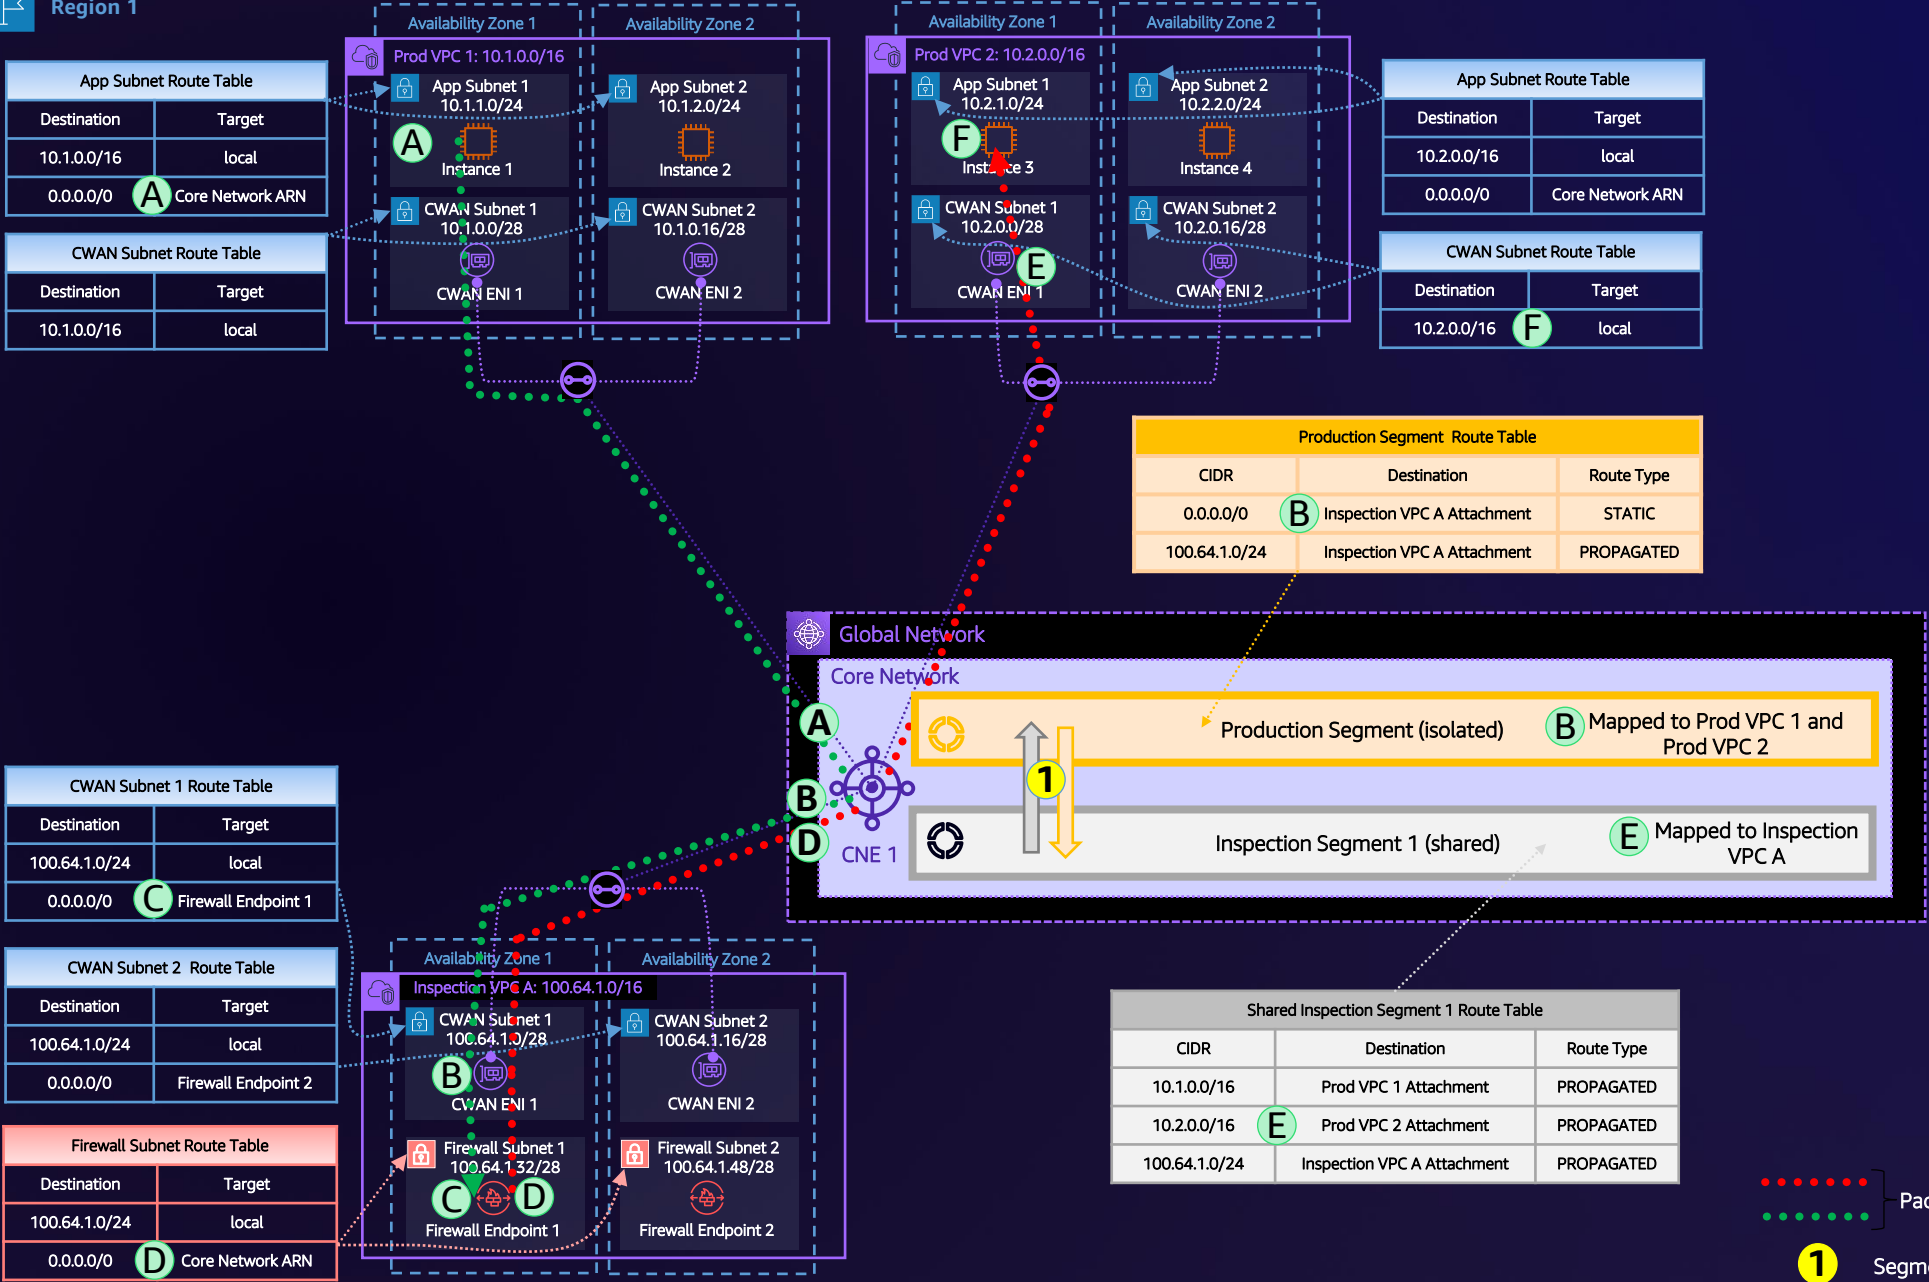 Region 1
Availability Zone 1
Availability Zone 2
Prod VPC 1: 10.1.0.0/16
App Subnet 1
10.1.1.0/24
A
Instance 1
App Subnet 2
10.1.2.0/24
Instance 2
CWAN Subnet 1
10.1.0.0/28
CWAN ENI 1
CWAN Subnet 2
10.1.0.16/28
CWAN ENI 2
App Subnet Route Table
Destination Target
10.1.0.0/16 local
0.0.0.0/0 A Core Network ARN
CWAN Subnet Route Table
Destination Target
10.1.0.0/16 local
Availability Zone 1
Availability Zone 2
Prod VPC 2: 10.2.0.0/16
App Subnet 1
10.2.1.0/24
F
Instance 3
App Subnet 2
10.2.2.0/24
Instance 4
CWAN Subnet 1
10.2.0.0/28
E
CWAN ENI 1
CWAN Subnet 2
10.2.0.16/28
CWAN ENI 2
App Subnet Route Table
Destination Target
10.2.0.0/16 local
0.0.0.0/0 Core Network ARN
CWAN Subnet Route Table
Destination Target
10.2.0.0/16 F local
Production Segment Route Table
CIDR Destination Route Type
0.0.0.0/0 B Inspection VPC A Attachment STATIC
100.64.1.0/24 Inspection VPC A Attachment PROPAGATED
Global Network
Core Network
A
B
D
CNE 1
Production Segment (isolated)
B Mapped to Prod VPC 1 and
Prod VPC 2
1
Inspection Segment 1 (shared)
E Mapped to Inspection
VPC A
CWAN Subnet 1 Route Table
Destination Target
100.64.1.0/24 local
0.0.0.0/0 C Firewall Endpoint 1
CWAN Subnet 2 Route Table
Destination Target
100.64.1.0/24 local
0.0.0.0/0 Firewall Endpoint 2
Firewall Subnet Route Table
Destination Target
100.64.1.0/24 local
0.0.0.0/0 D Core Network ARN
Availability Zone 1
Availability Zone 2
Inspection VPC A: 100.64.1.0/16
CWAN Subnet 1
100.64.1.0/28
B
CWAN ENI 1
CWAN Subnet 2
100.64.1.16/28
CWAN ENI 2
Firewall Subnet 1
100.64.1.32/28
C D
Firewall Endpoint 1
Firewall Subnet 2
100.64.1.48/28
Firewall Endpoint 2
Shared Inspection Segment 1 Route Table
CIDR Destination Route Type
10.1.0.0/16 Prod VPC 1 Attachment PROPAGATED
10.2.0.0/16 E Prod VPC 2 Attachment PROPAGATED
100.64.1.0/24 Inspection VPC A Attachment PROPAGATED
1